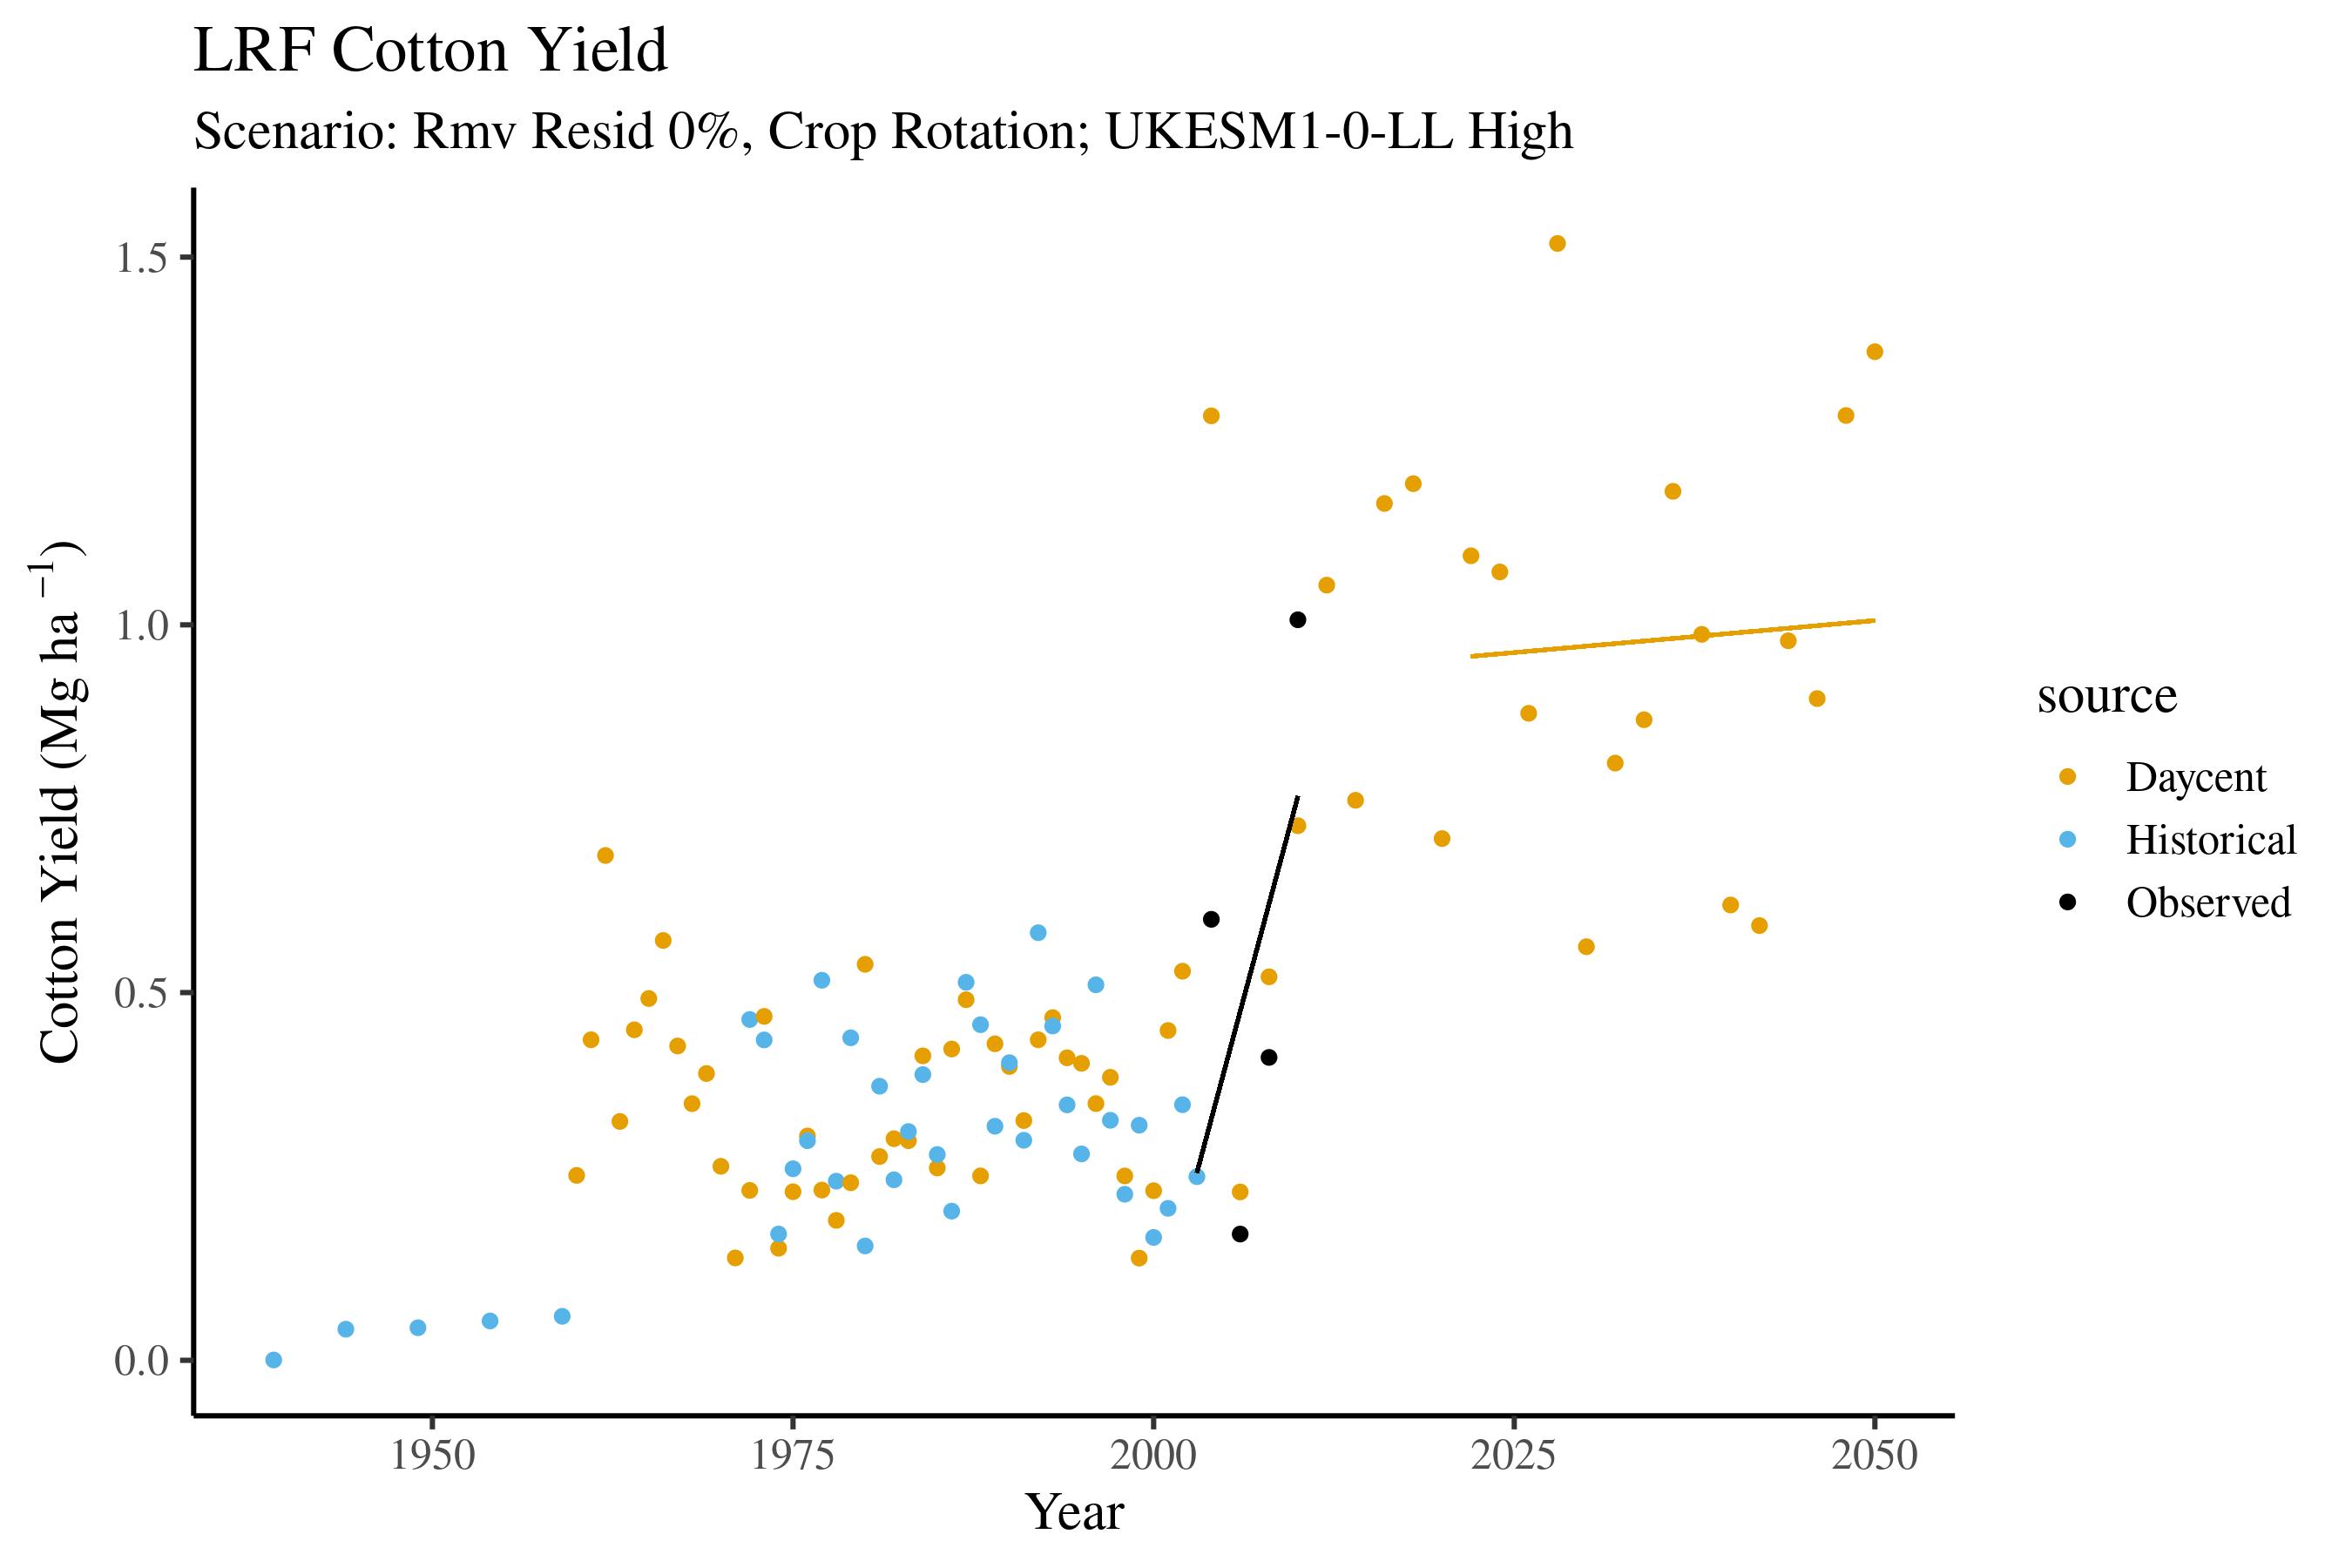 LRF Cotton Yield
Scenario: Rmv Resid 0%, Crop Rotation; UKESM1-0-LL High
Cotton Yield (Mg ha −1)
1.5
1.0
0.5
0.0
1950 1975 2000 2025 2050
Year
source
Daycent
Historical
Observed